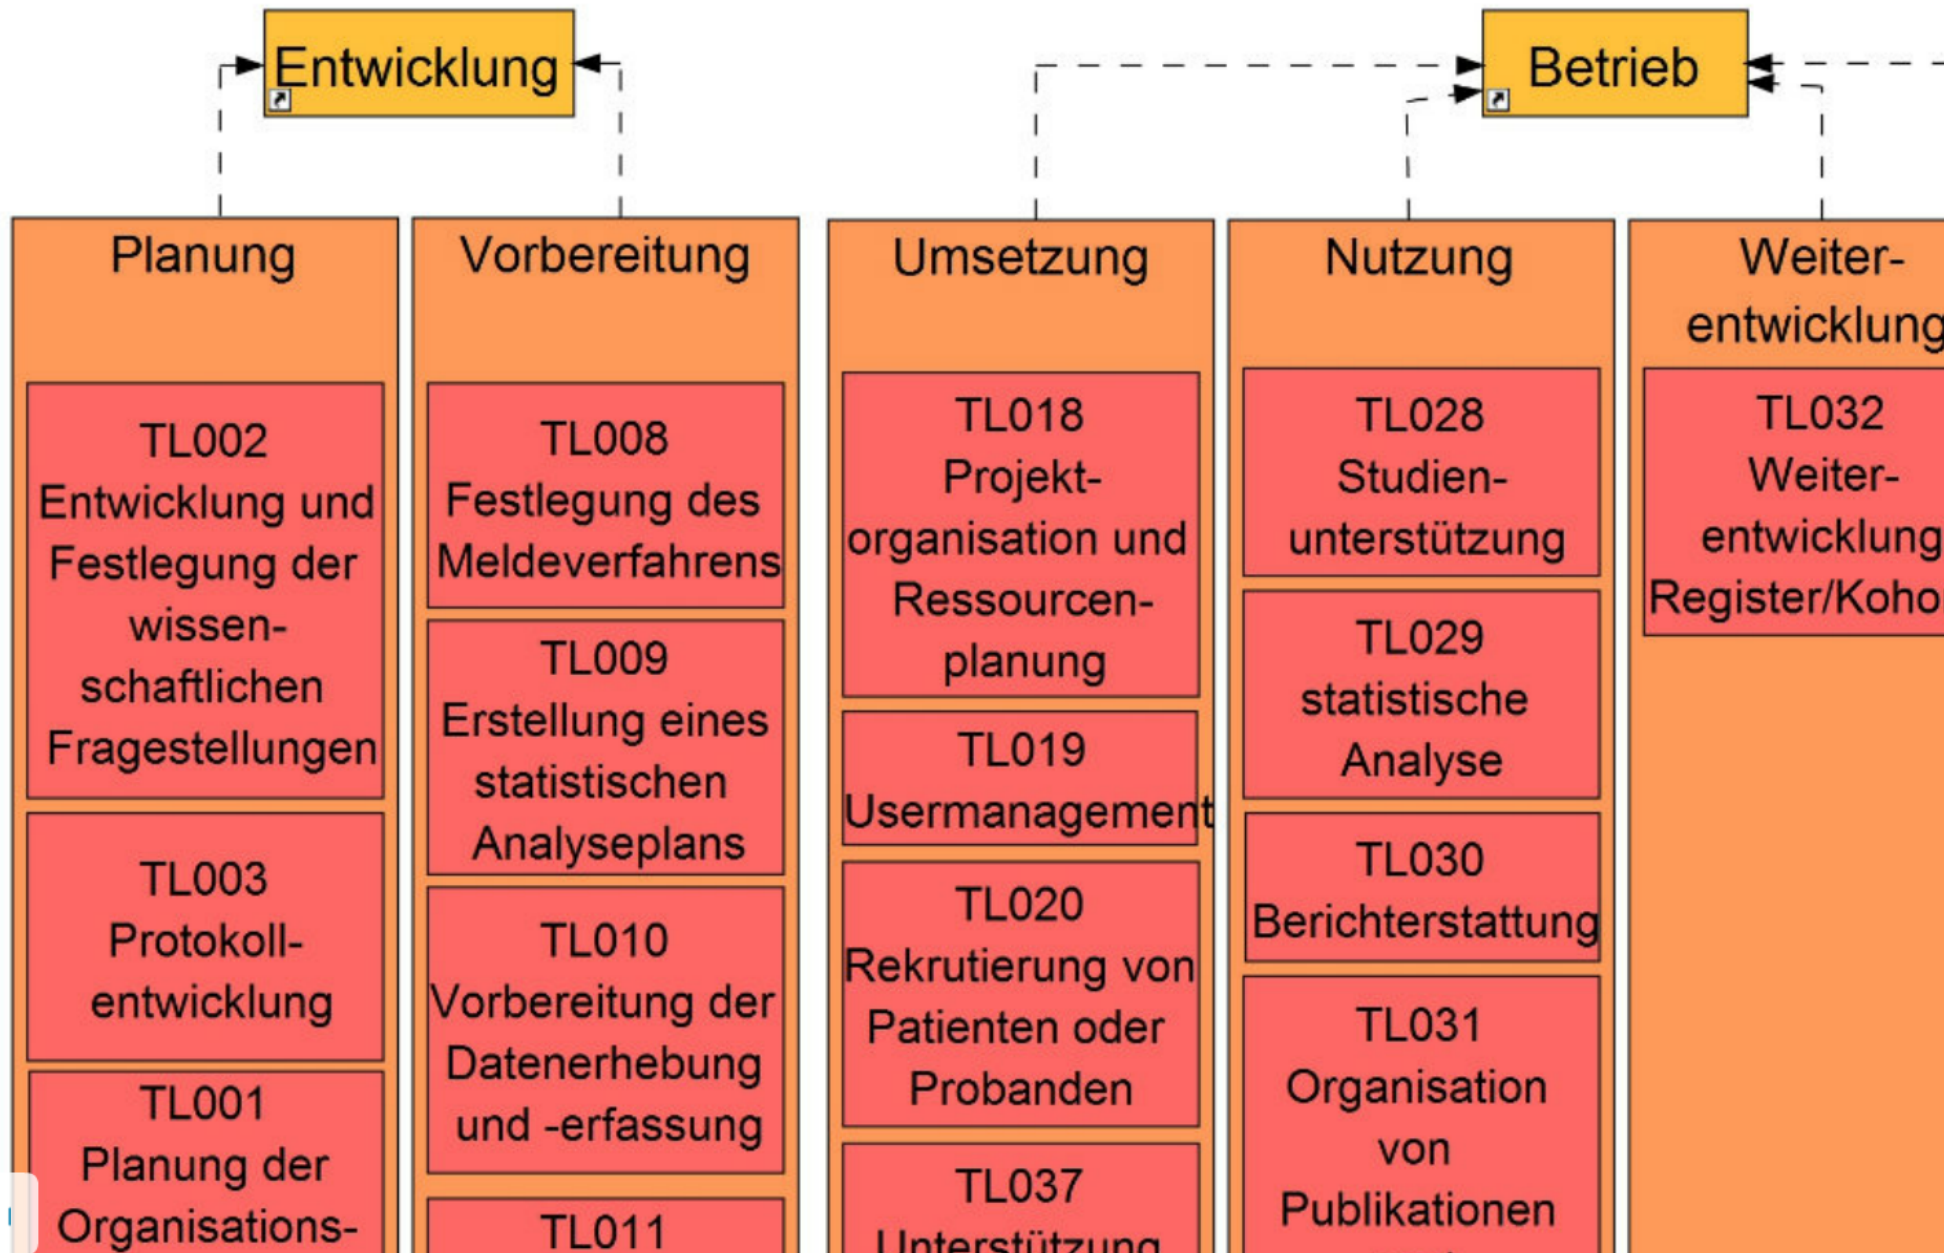 Entwicklung
Betrieb
Planung
TL002
Entwicklung und
Festlegung der
wissen-
schaftlichen
Fragestellungen
TL003
Protokoll-
entwicklung
TL001
Planung der
Organisations-
Vorbereitung
TL008
Festlegung des
Meldeverfahrens
TL009
Erstellung eines
statistischen
Analyseplans
TL010
Vorbereitung der
Datenerhebung
und -erfassung
TL011
Umsetzung
TL018
Projekt-
organisation und
Ressourcen-
planung
TL019
Usermanagement
TL020
Rekrutierung von
Patienten oder
Probanden
TL037
Unterstützung
Nutzung
TL028
Studien-
unterstützung
TL029
statistische
Analyse
TL030
Berichterstattung
TL031
Organisation
von
Publikationen
Weiter-
entwicklung
TL032
Weiter-
entwicklung
Register/Koho